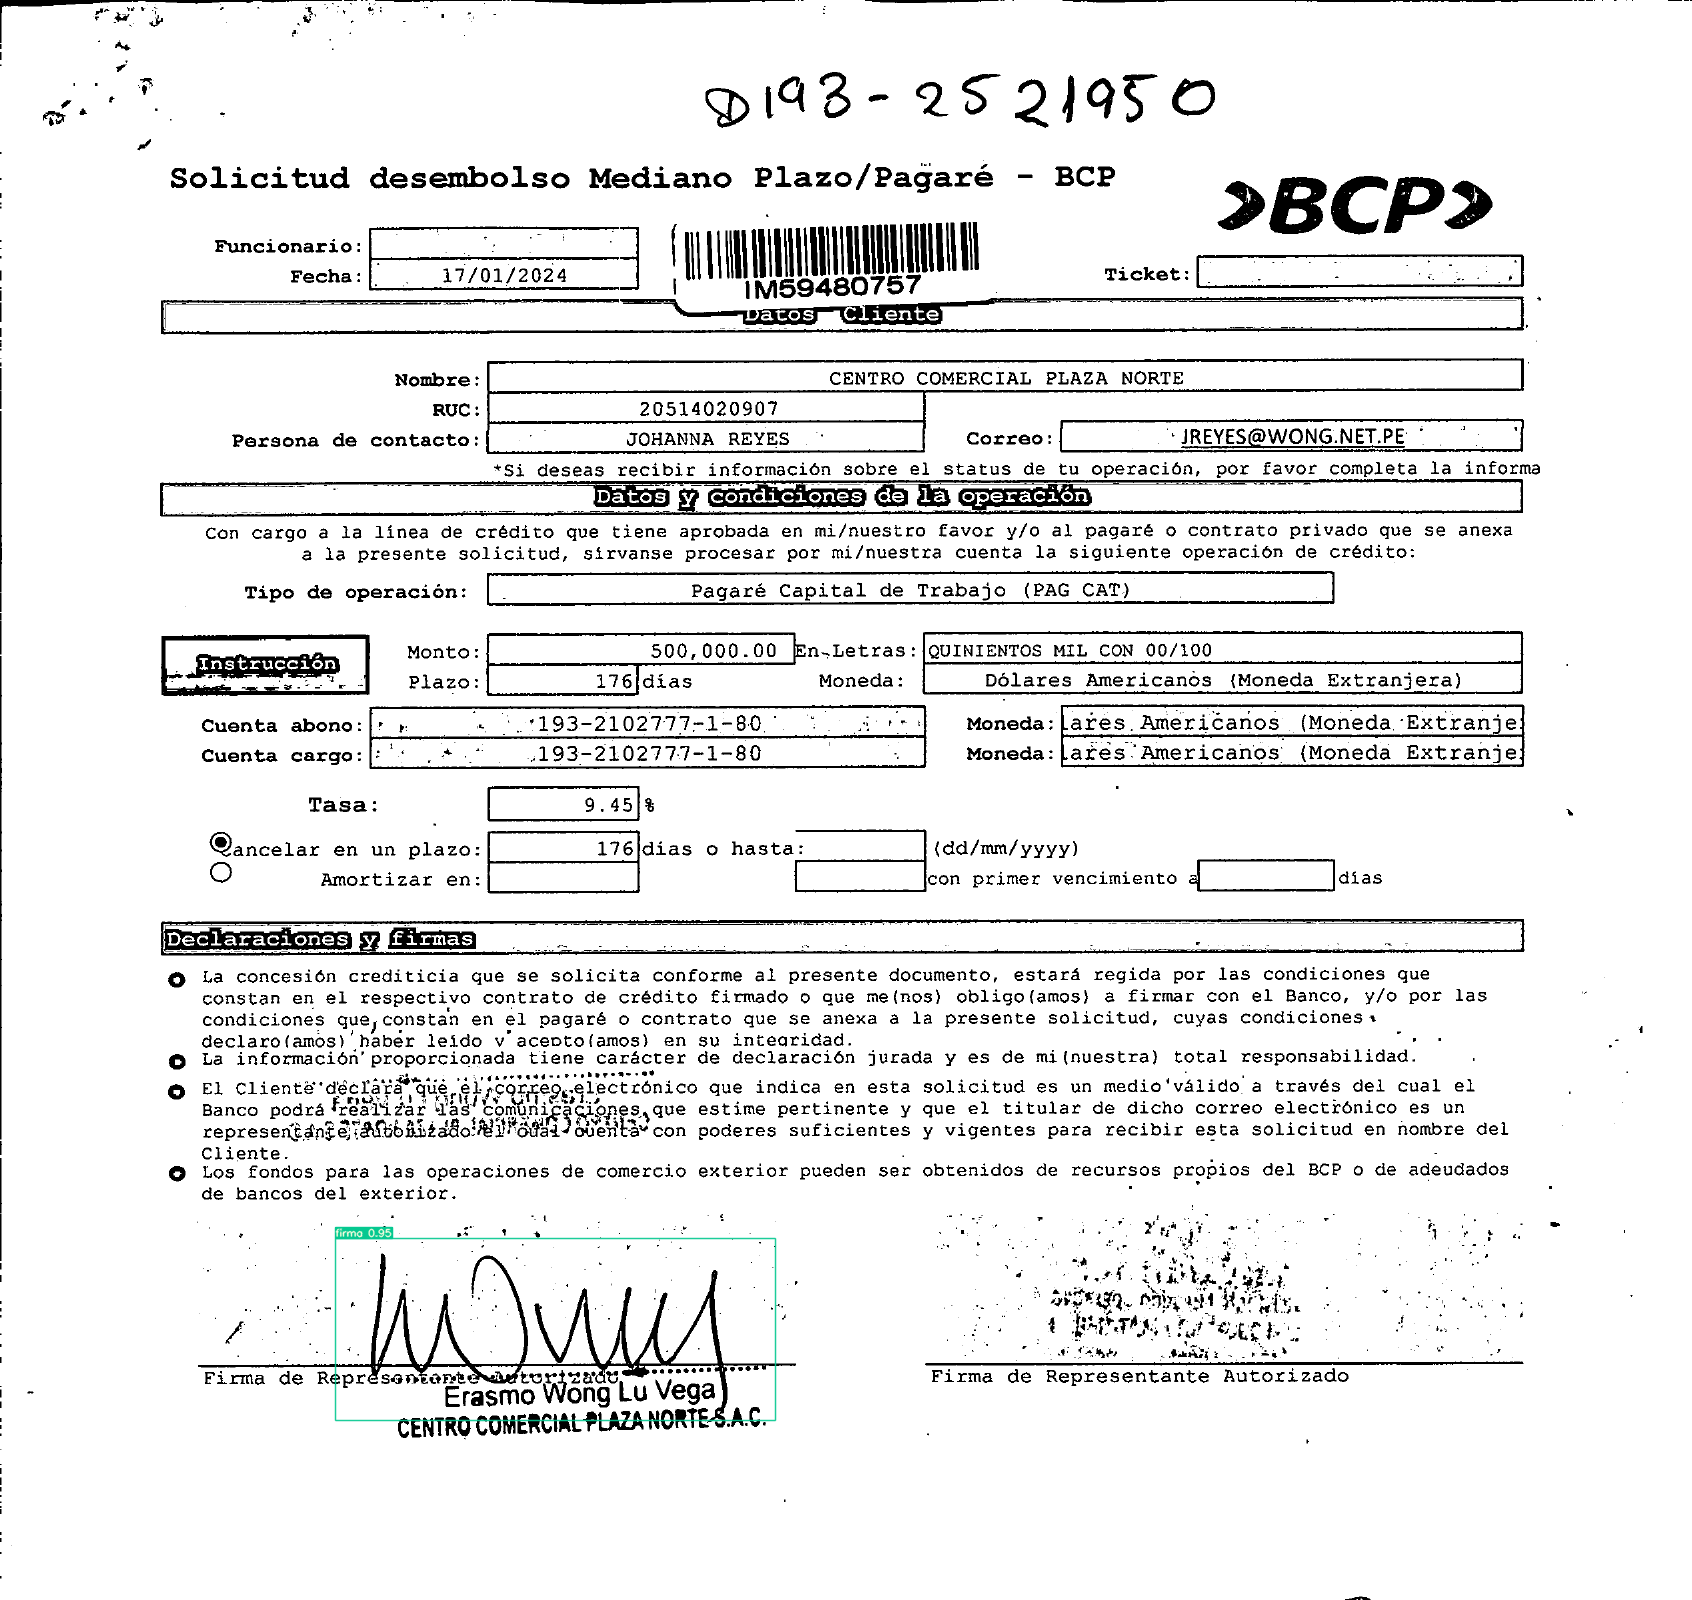 D193-2521950
Solicitud desembolso Mediano Plazo/Pagaré - BCP
BCP
Funcionario:
Fecha: 17/01/2024
IM59480757
Ticket:
Datos Cliente
Nombre: CENTRO COMERCIAL PLAZA NORTE
RUC: 20514020907
Persona de contacto: JOHANNA REYES Correo: JREYES@WONG.NET.PE
*Si deseas recibir información sobre el status de tu operación, por favor completa la informa
Datos y condiciones de la operación
Con cargo a la línea de crédito que tiene aprobada en mi/nuestro favor y/o al pagaré o contrato privado que se anexa
a la presente solicitud, sírvanse procesar por mi/nuestra cuenta la siguiente operación de crédito:
Tipo de operación: Pagaré Capital de Trabajo (PAG CAT)
Instrucción
Monto: 500,000.00 En Letras: QUINIENTOS MIL CON 00/100
Plazo: 176 días Moneda: Dólares Americanos (Moneda Extranjera)
Cuenta abono: 193-2102777-1-80 Moneda: lares Americanos (Moneda Extranje
Cuenta cargo: 193-2102777-1-80 Moneda: lares Americanos (Moneda Extranje
Tasa: 9.45 %
ancelar en un plazo: 176 días o hasta: (dd/mm/yyyy)
Amortizar en: con primer vencimiento a días
Declaraciones y firmas
La concesión crediticia que se solicita conforme al presente documento, estará regida por las condiciones que
constan en el respectivo contrato de crédito firmado o que me(nos) obligo(amos) a firmar con el Banco, y/o por las
condiciones que constan en el pagaré o contrato que se anexa a la presente solicitud, cuyas condiciones
declaro(amos) haber leído y acepto(amos) en su integridad.
La información proporcionada tiene carácter de declaración jurada y es de mi(nuestra) total responsabilidad.
El Cliente declara que el correo electrónico que indica en esta solicitud es un medio válido a través del cual el
Banco podrá realizar las comunicaciones que estime pertinente y que el titular de dicho correo electrónico es un
representante autorizado el cual cuenta con poderes suficientes y vigentes para recibir esta solicitud en nombre del
Cliente.
Los fondos para las operaciones de comercio exterior pueden ser obtenidos de recursos propios del BCP o de adeudados
de bancos del exterior.
firma 0.95
Firma de Representante Autorizado
Erasmo Wong Lu Vega
CENTRO COMERCIAL PLAZA NORTE S.A.C.
Firma de Representante Autorizado